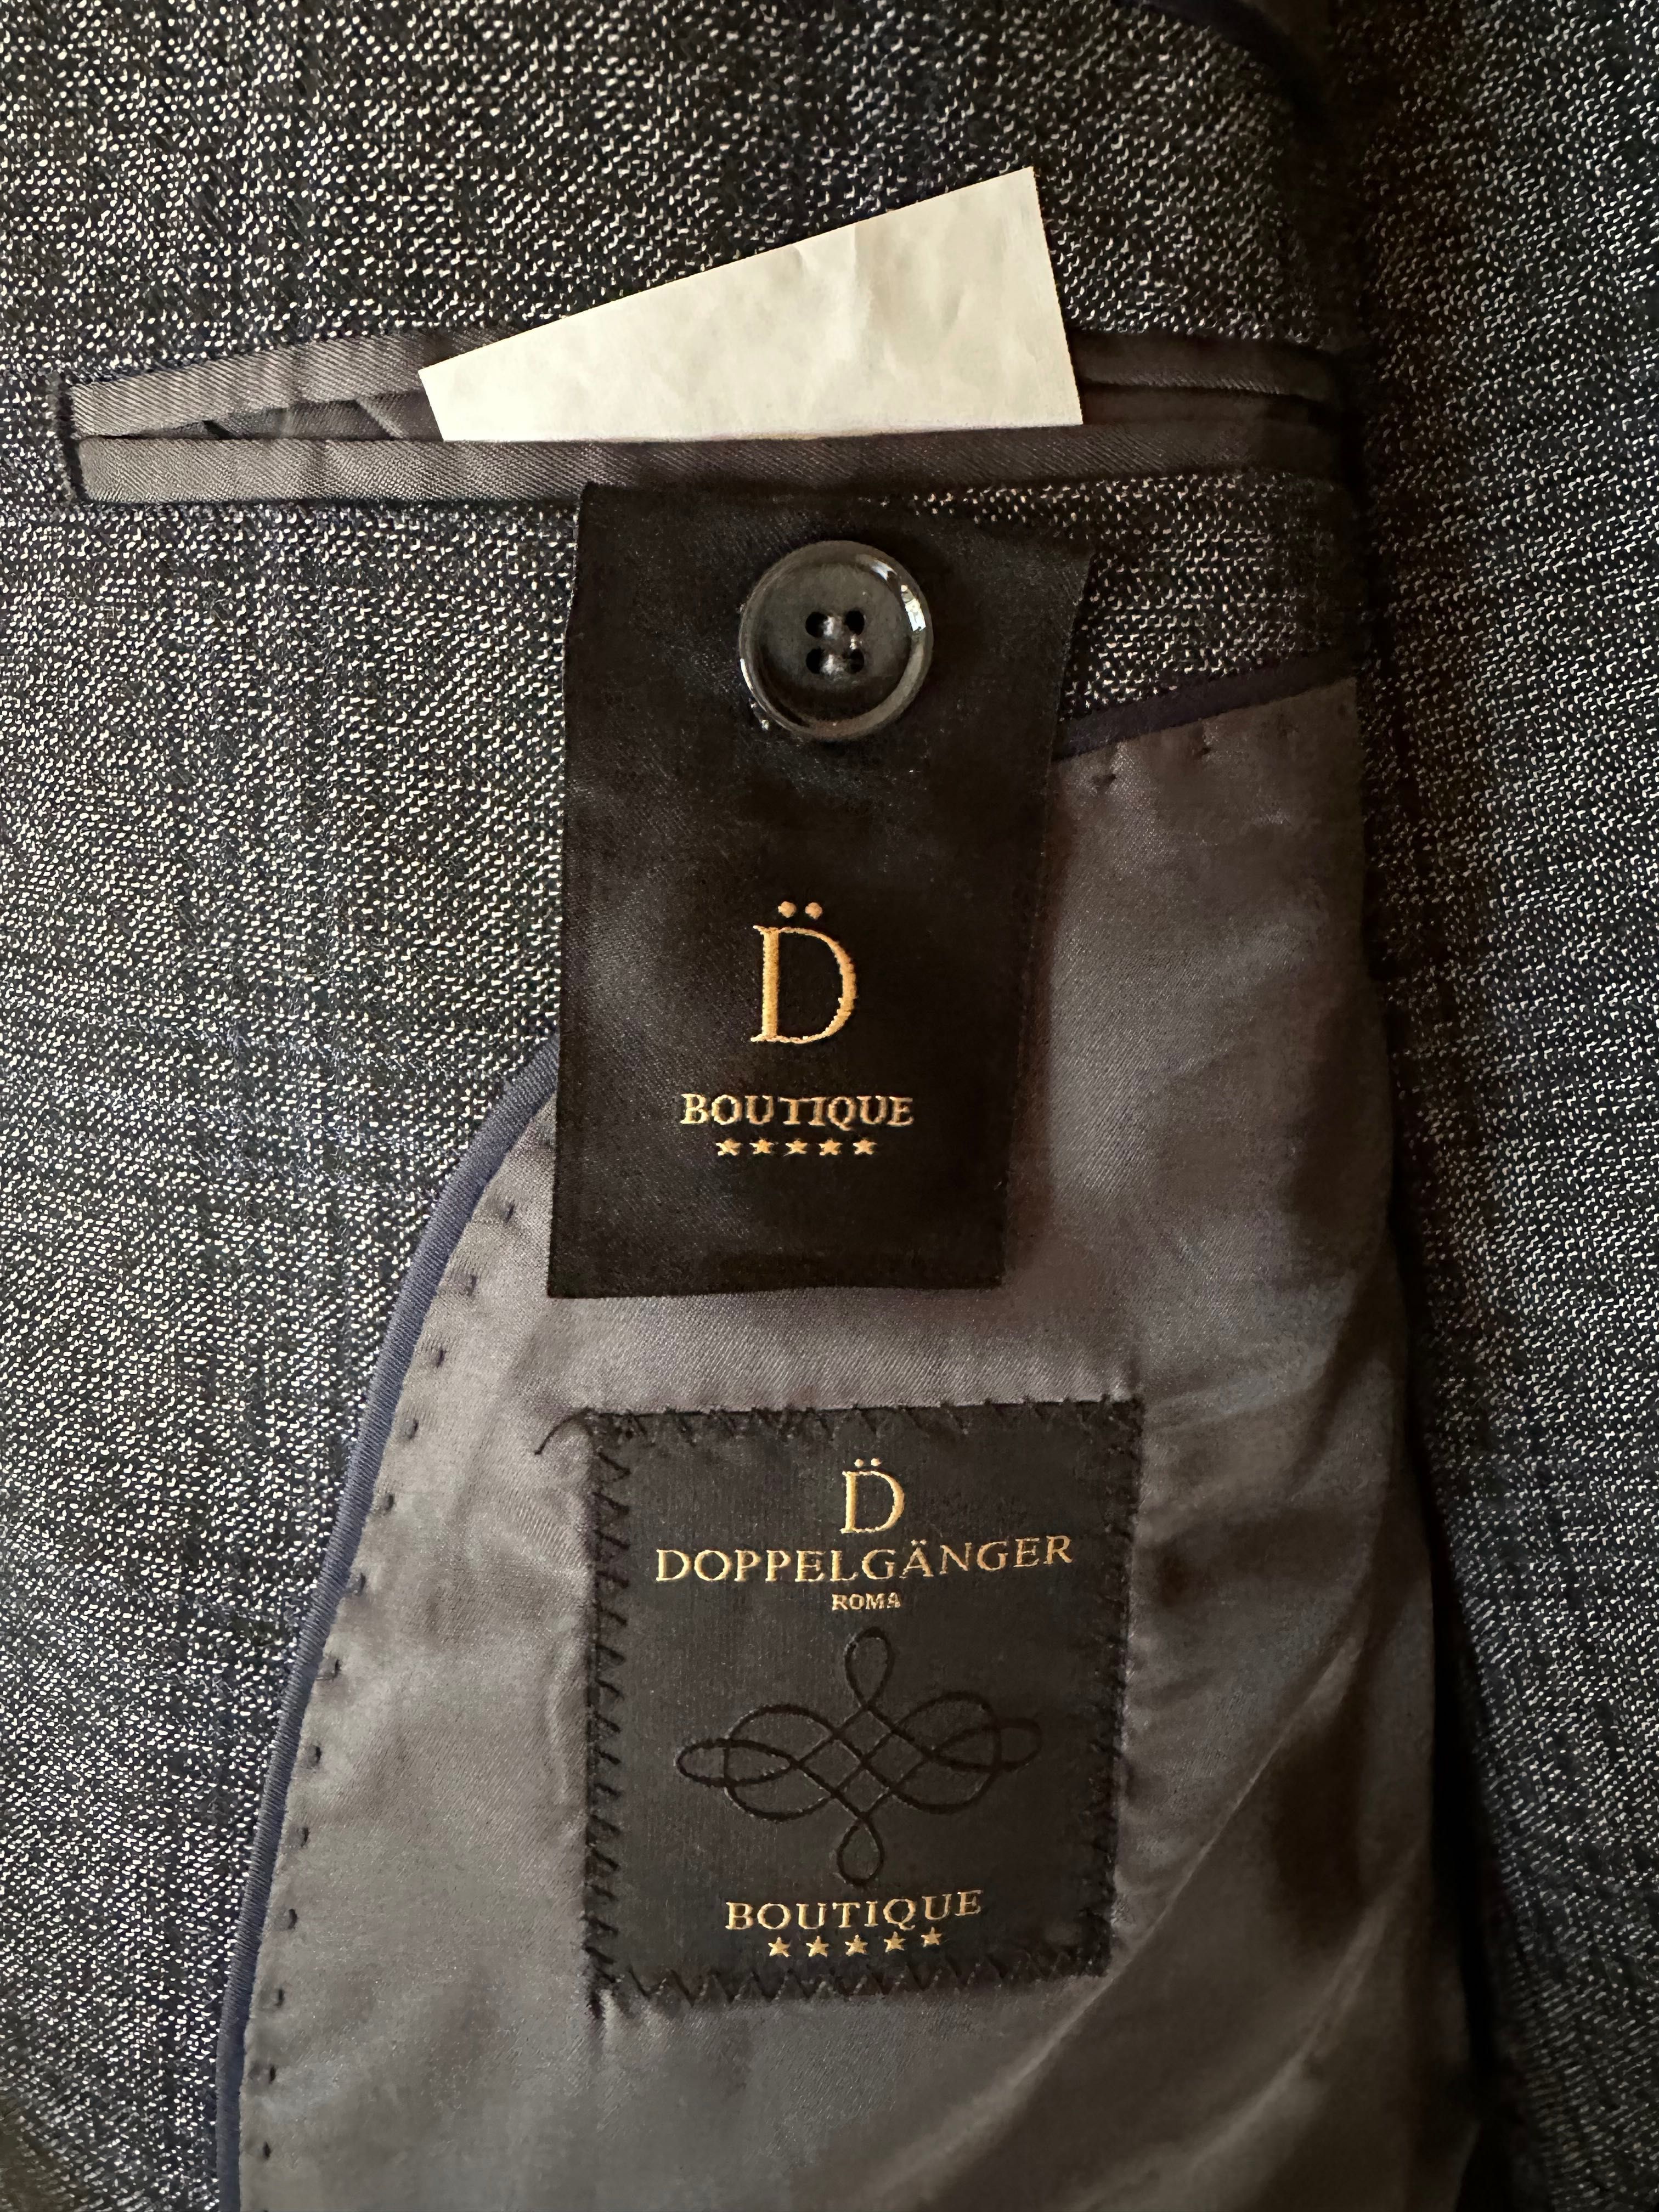 D̈
BOUTIQUE
★★★★★
D̈
DOPPELGÄNGER
ROMA
BOUTIQUE
★★★★★